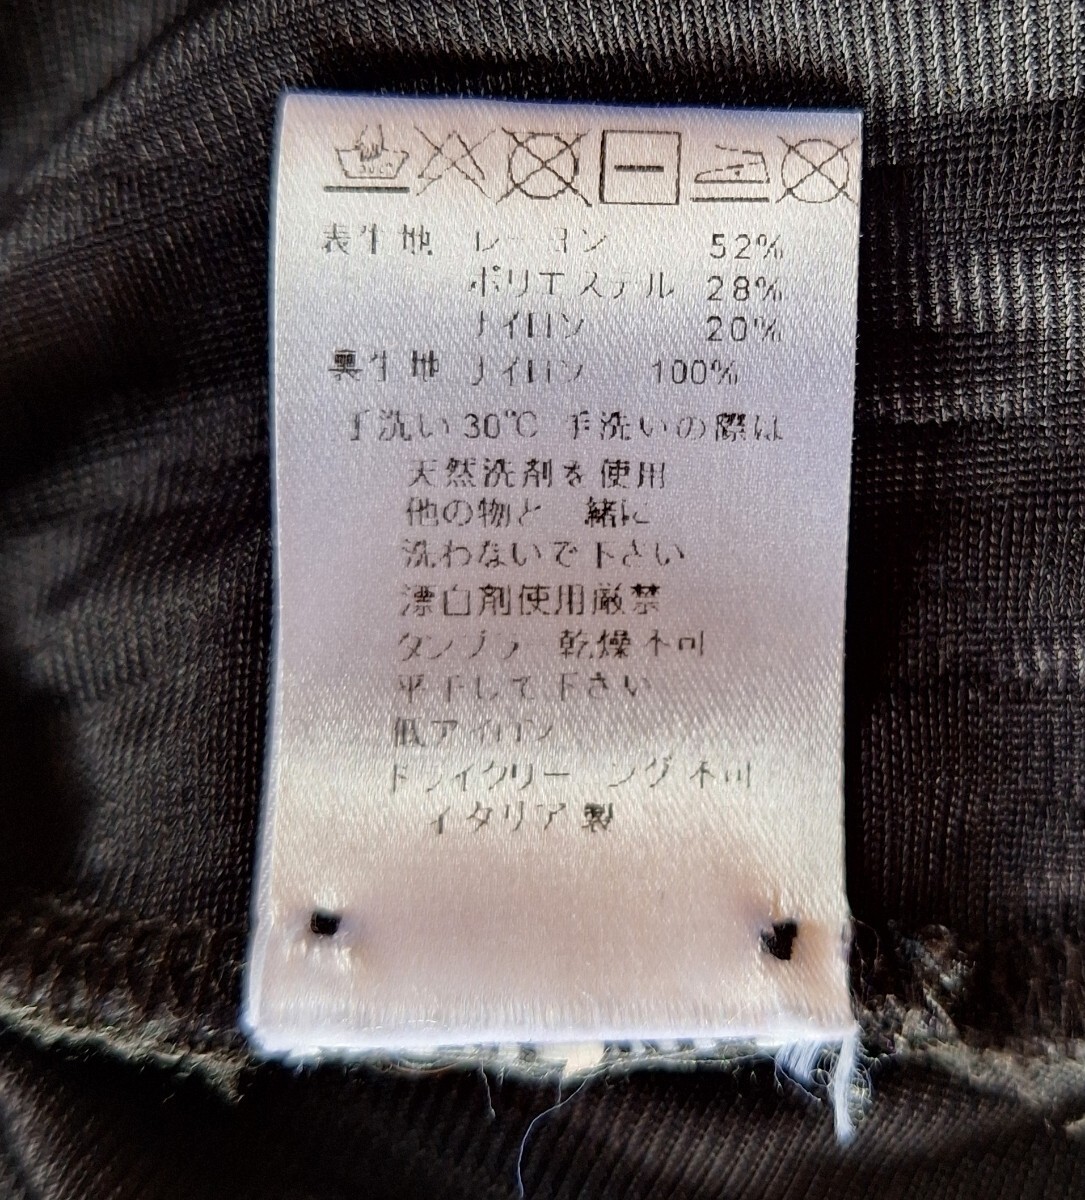 表生地 レーヨン 52%
ポリエステル 28%
ナイロン 20%
裏生地 ナイロン 100%
手洗い 30℃ 手洗いの際は
天然洗剤を使用
他の物と一緒に
洗わないで下さい
漂白剤使用厳禁
タンブラー乾燥不可
平干して下さい
低アイロン
ドライクリーニング不可
イタリア製